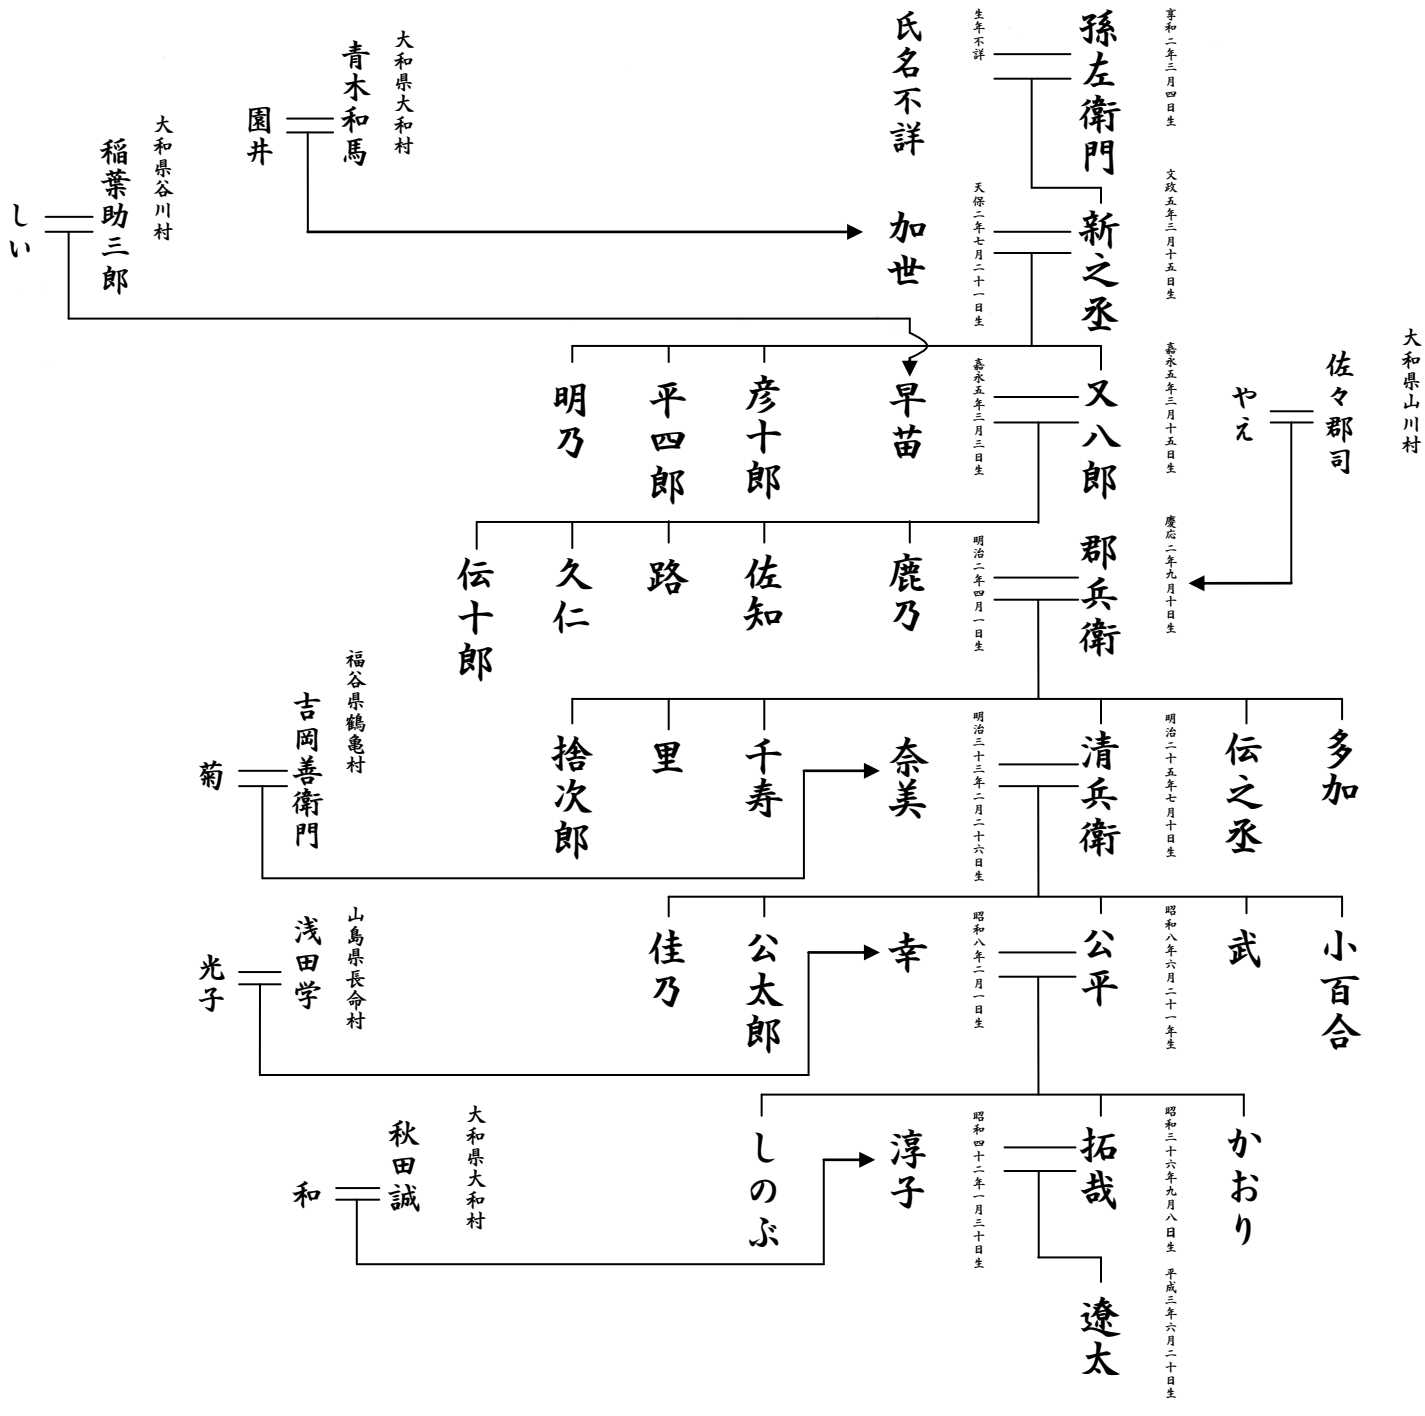 享和二年三月四日生
孫左衛門
生年不詳
氏名不詳
大和県大和村
青木和馬
園井
大和県谷川村
稲葉助三郎
しい
文政五年三月十五日生
新之丞
天保二年七月二十一日生
加世
大和県山川村
佐々郡司
やえ
嘉永五年三月十五日生
又八郎
嘉永五年三月三日生
早苗
彦十郎
平四郎
明乃
慶応二年九月十日生
郡兵衛
明治二年四月一日生
鹿乃
佐知
路
久仁
伝十郎
多加
伝之丞
明治二十五年七月十日生
清兵衛
明治三十三年二月二十六日生
奈美
千寿
里
捨次郎
福谷県鶴亀村
吉岡善衛門
菊
小百合
武
昭和八年六月二十一年生
公平
昭和八年二月一日生
幸
公太郎
佳乃
山島県長命村
浅田学
光子
かおり
昭和三十六年九月八日生
拓哉
昭和四十二年一月三十日生
淳子
しのぶ
大和県大和村
秋田誠
和
平成三年六月二十日生
遼太